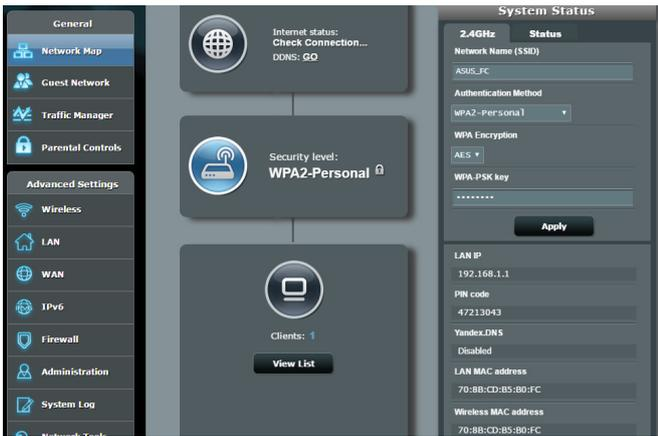 General
Network Map
Guest Network
Traffic Manager
Parental Controls
Advanced Settings
Wireless
LAN
WAN
IPv6
Firewall
Administration
System Log
Network Tools
Internet status:
Check Connection...
DDNS: GO
Security level:
WPA2-Personal
Clients: 1
View List
System Status
2.4GHz Status
Network Name (SSID)
ASUS_FC
Authentication Method
WPA2-Personal
WPA Encryption
AES
WPA-PSK key
········
Apply
LAN IP
192.168.1.1
PIN code
47213043
Yandex.DNS
Disabled
LAN MAC address
70:8B:CD:B5:B0:FC
Wireless MAC address
70:8B:CD:B5:B0:FC